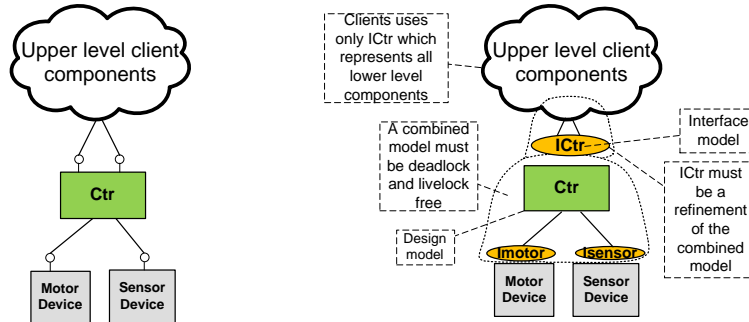 Upper level client
components
Ctr
Motor
Device
Sensor
Device
Clients uses
only ICtr which
represents all
lower level
components
Upper level client
components
A combined
model must
be deadlock
and livelock
free
ICtr
Interface
model
Ctr
ICtr must
be a
refinement
of the
combined
model
Design
model
Imotor
Isensor
Motor
Device
Sensor
Device